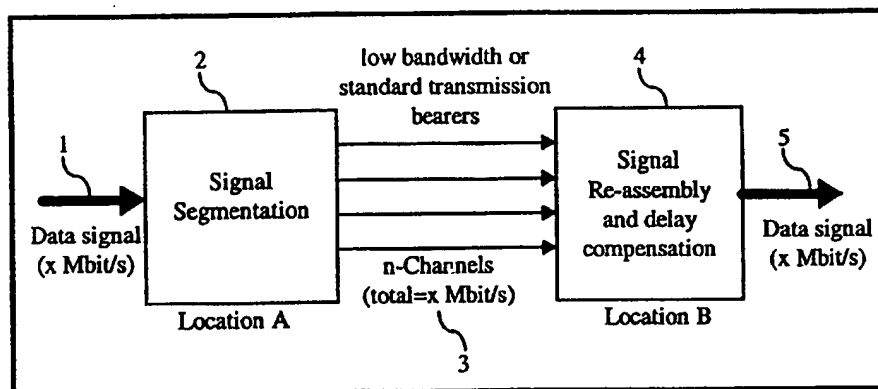 2
low bandwidth or
standard transmission
bearers
4
1
5
Signal
Segmentation
Signal
Re-assembly
and delay
compensation
Data signal
(x Mbit/s)
n-Channels
(total=x Mbit/s)
Data signal
(x Mbit/s)
Location A
Location B
3